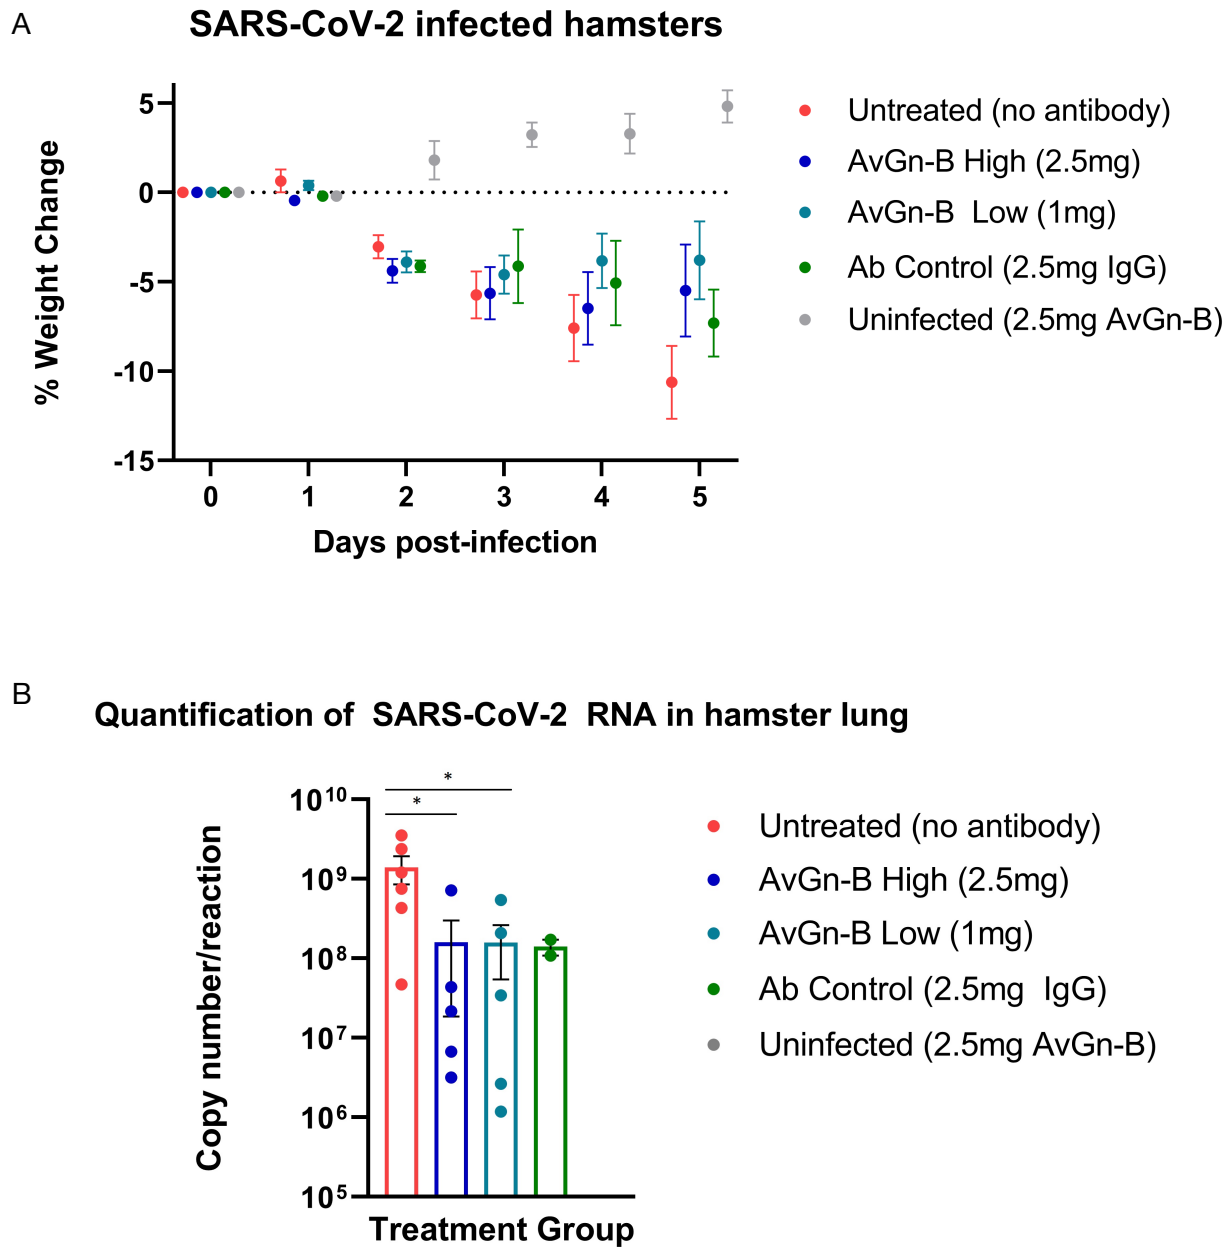 A
SARS-CoV-2 infected hamsters
% Weight Change
5
0
-5
-10
-15
0 1 2 3 4 5
Days post-infection
Untreated (no antibody)
AvGn-B High (2.5mg)
AvGn-B  Low (1mg)
Ab Control (2.5mg IgG)
Uninfected (2.5mg AvGn-B)
B
Quantification of  SARS-CoV-2  RNA in hamster lung
Copy number/reaction
10¹⁰
10⁹
10⁸
10⁷
10⁶
10⁵
*
*
Treatment Group
Untreated (no antibody)
AvGn-B High (2.5mg)
AvGn-B Low (1mg)
Ab Control (2.5mg  IgG)
Uninfected (2.5mg AvGn-B)